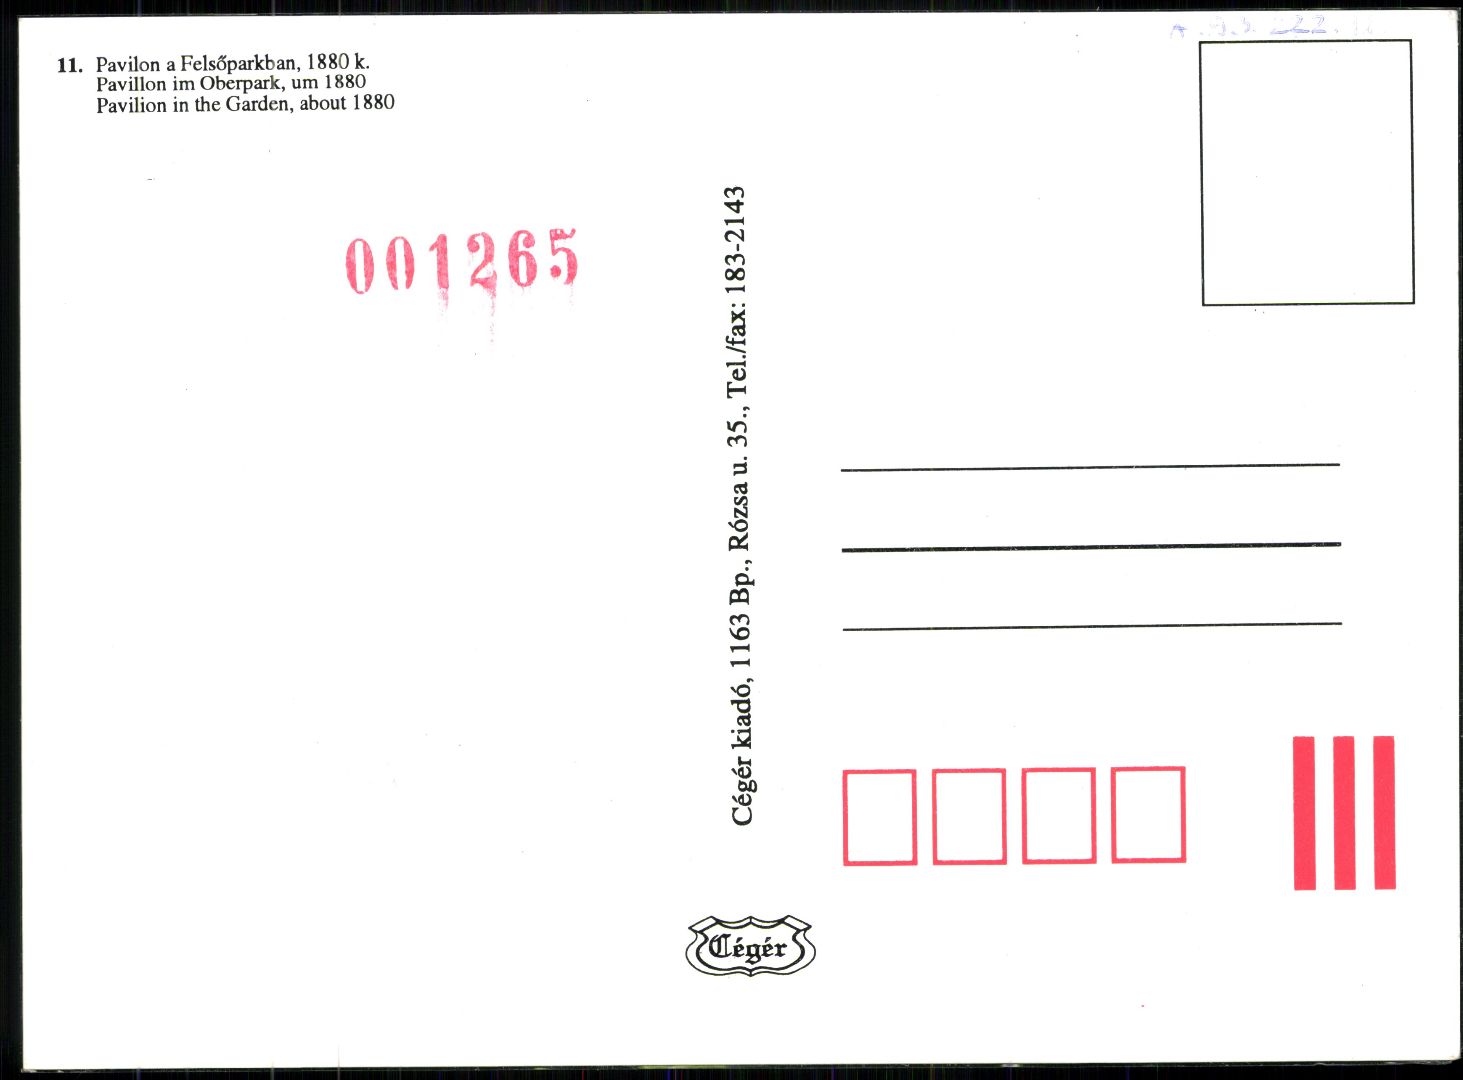 11. Pavilon a Felsőparkban, 1880 k.
Pavillon im Oberpark, um 1880
Pavilion in the Garden, about 1880
001265
Cégér kiadó, 1163 Bp., Rózsa u. 35., Tel./fax: 183-2143
Cégér